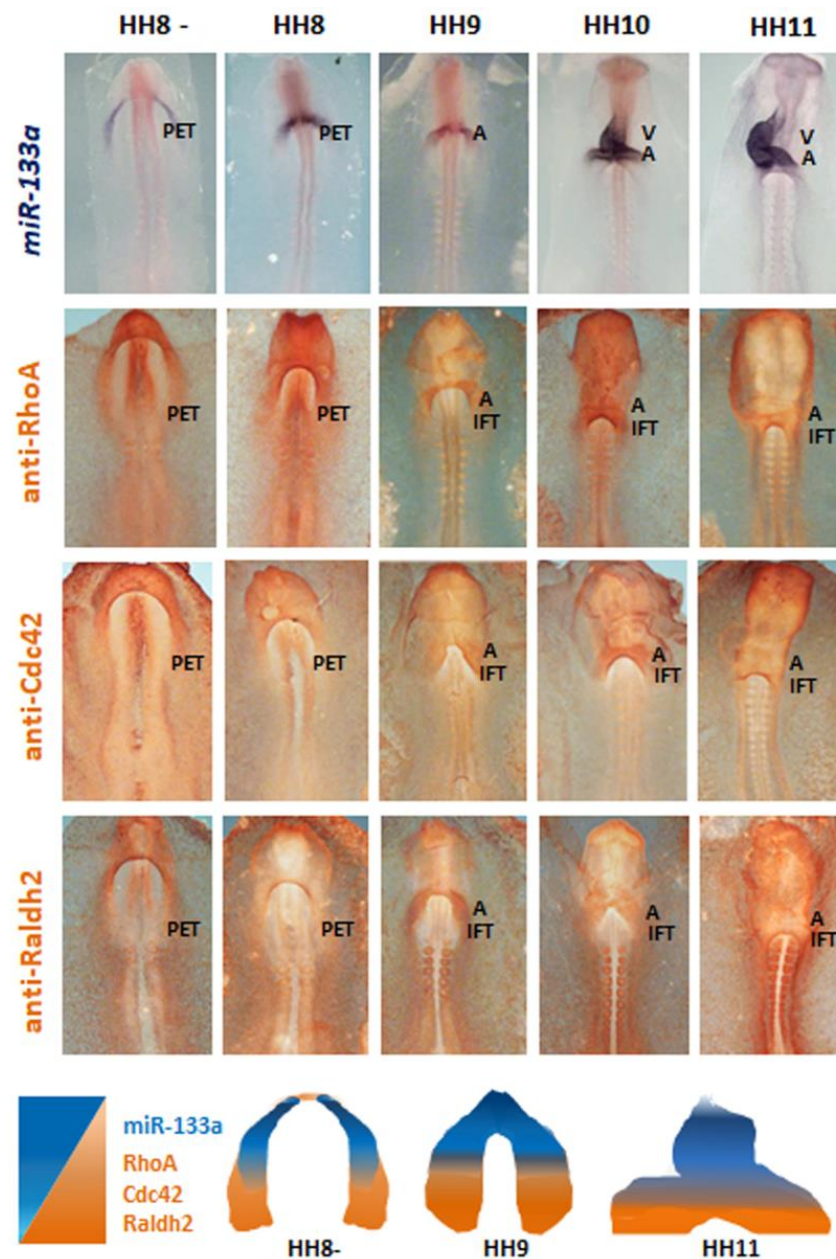 HH8 - HH8 HH9 HH10 HH11
miR-133a
PET PET A V A V A
anti-RhoA
PET PET A IFT A IFT A IFT
anti-Cdc42
PET PET A IFT A IFT A IFT
anti-Raldh2
PET PET A IFT A IFT A IFT
miR-133a
RhoA
Cdc42
Raldh2
HH8- HH9 HH11